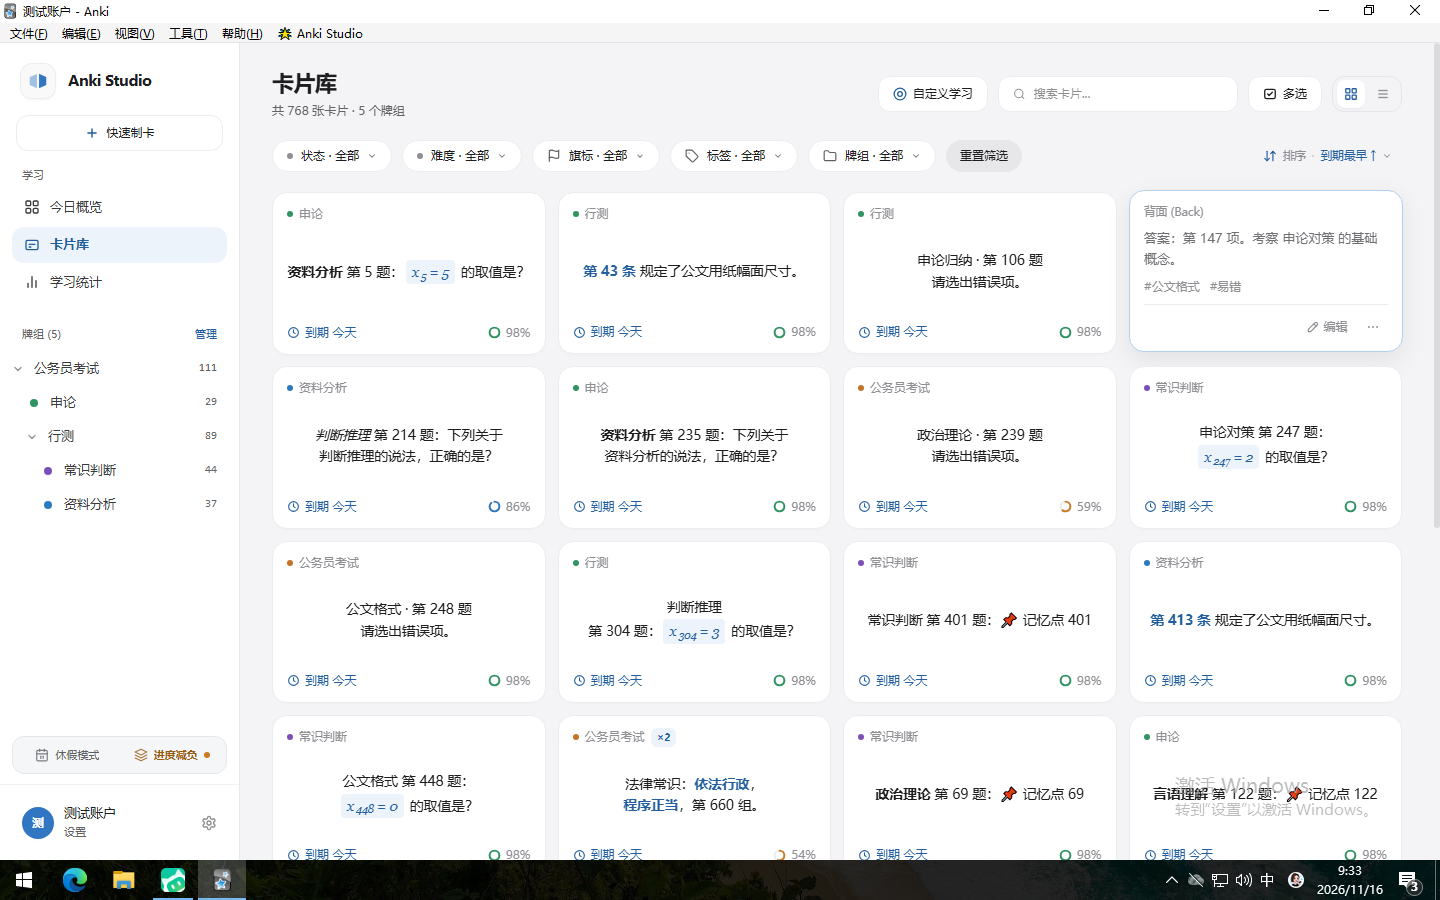 测试账户 - Anki
文件(F) 编辑(E) 视图(V) 工具(T) 帮助(H) Anki Studio
Anki Studio
快速制卡
学习
今日概览
卡片库
学习统计
牌组 (5) 管理
公务员考试 111
申论 29
行测 89
常识判断 44
资料分析 37
休假模式 进度减负
测 测试账户
设置
卡片库
共 768 张卡片 · 5 个牌组
自定义学习 搜索卡片... 多选
状态 · 全部 难度 · 全部 旗标 · 全部 标签 · 全部 牌组 · 全部 重置筛选 排序 · 到期最早↑
申论
资料分析 第 5 题： x5 = 5 的取值是？
到期 今天 98%
行测
第 43 条 规定了公文用纸幅面尺寸。
到期 今天 98%
行测
申论归纳 · 第 106 题
请选出错误项。
到期 今天 98%
背面 (Back)
答案：第 147 项。考察 申论对策 的基础
概念。
#公文格式 #易错
编辑 ···
资料分析
判断推理 第 214 题：下列关于
判断推理的说法，正确的是？
到期 今天 86%
申论
资料分析 第 235 题：下列关于
资料分析的说法，正确的是？
到期 今天 98%
公务员考试
政治理论 · 第 239 题
请选出错误项。
到期 今天 59%
常识判断
申论对策 第 247 题：
x247 = 2 的取值是？
到期 今天 98%
公务员考试
公文格式 · 第 248 题
请选出错误项。
到期 今天 98%
行测
判断推理
第 304 题： x304 = 3 的取值是？
到期 今天 98%
常识判断
常识判断 第 401 题：📌 记忆点 401
到期 今天 98%
资料分析
第 413 条 规定了公文用纸幅面尺寸。
到期 今天 98%
常识判断
公文格式 第 448 题：
x448 = 0 的取值是？
到期 今天 98%
公务员考试 ×2
法律常识：依法行政，
程序正当，第 660 组。
到期 今天 54%
常识判断
政治理论 第 69 题：📌 记忆点 69
到期 今天 98%
申论
言语理解 第 122 题：📌 记忆点 122
到期 今天 98%
激活 Windows
转到"设置"以激活 Windows。
中
9:33
2026/11/16
3